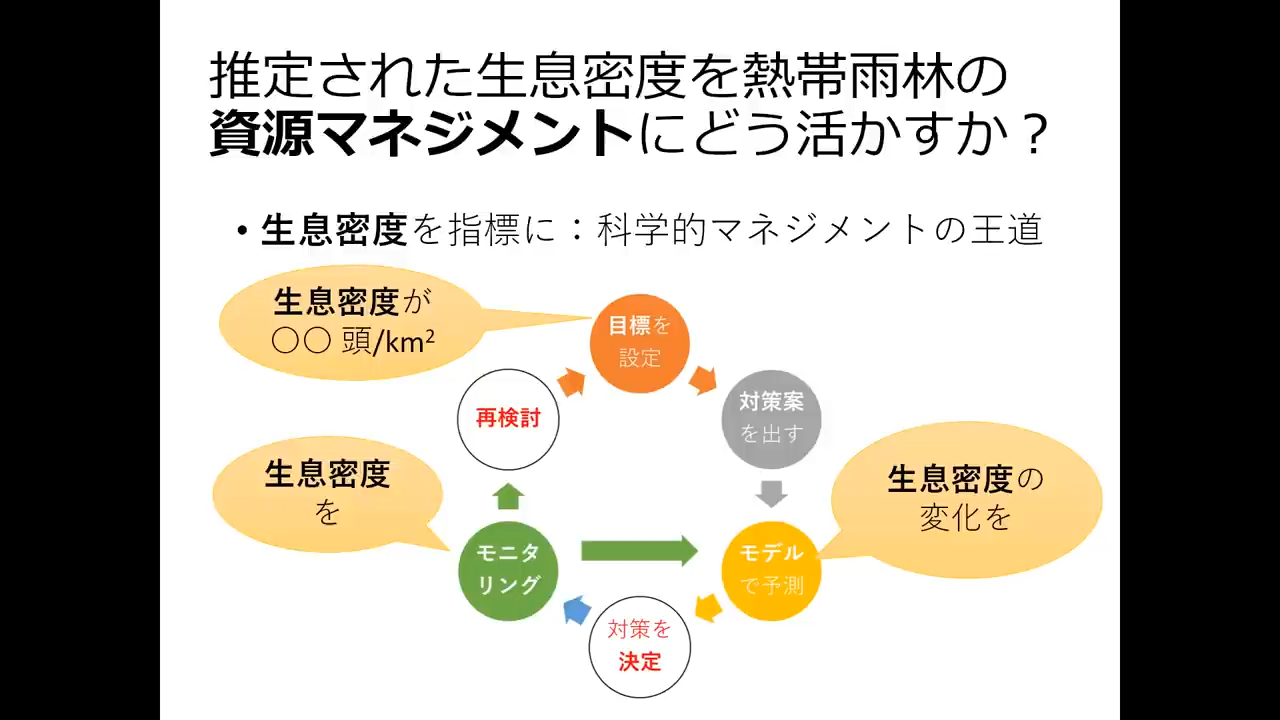 推定された生息密度を熱帯雨林の
資源マネジメントにどう活かすか？
• 生息密度を指標に：科学的マネジメントの王道
生息密度が
〇〇 頭/km²
目標を
設定
再検討
対策案
を出す
生息密度
を
生息密度の
変化を
モニタ
リング
モデル
で予測
対策を
決定